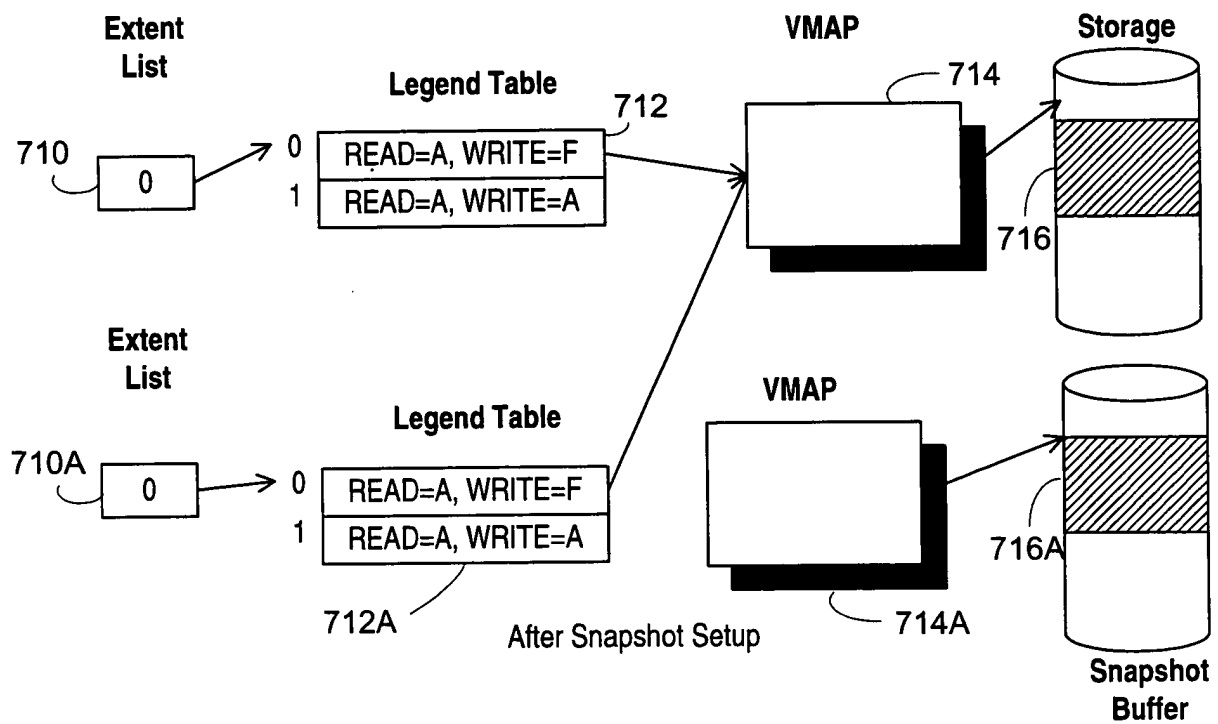 Extent
List
Legend Table
VMAP
Storage
710
0
0
READ=A, WRITE=F
1
READ=A, WRITE=A
712
714
716
Extent
List
Legend Table
VMAP
710A
0
0
READ=A, WRITE=F
1
READ=A, WRITE=A
712A
714A
716A
After Snapshot Setup
Snapshot
Buffer